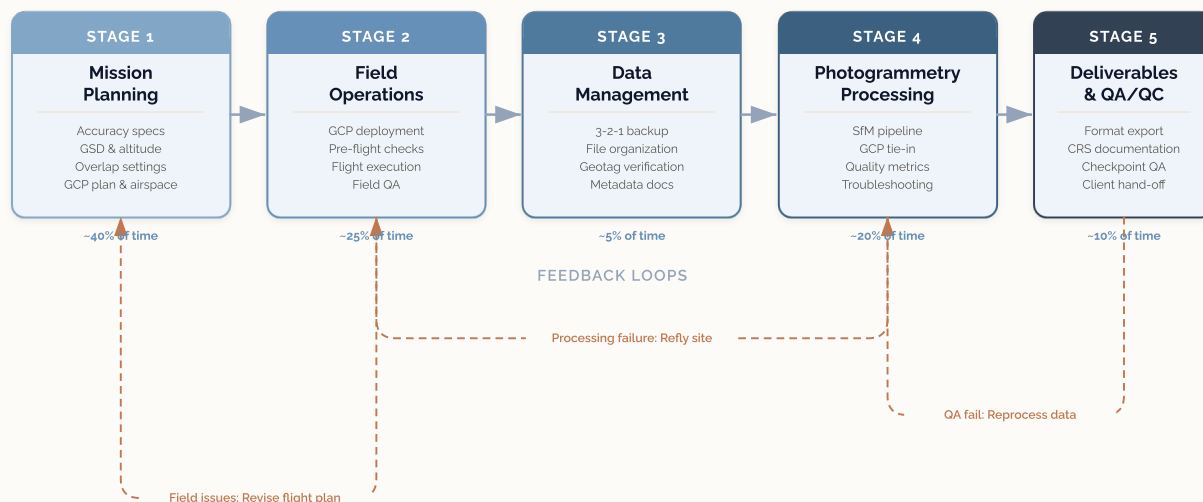 STAGE 1
Mission
Planning
Accuracy specs
GSD & altitude
Overlap settings
GCP plan & airspace
~40% of time
STAGE 2
Field
Operations
GCP deployment
Pre-flight checks
Flight execution
Field QA
~25% of time
STAGE 3
Data
Management
3-2-1 backup
File organization
Geotag verification
Metadata docs
~5% of time
STAGE 4
Photogrammetry
Processing
SfM pipeline
GCP tie-in
Quality metrics
Troubleshooting
~20% of time
STAGE 5
Deliverables
& QA/QC
Format export
CRS documentation
Checkpoint QA
Client hand-off
~10% of time
FEEDBACK LOOPS
Processing failure: Refly site
QA fail: Reprocess data
Field issues: Revise flight plan